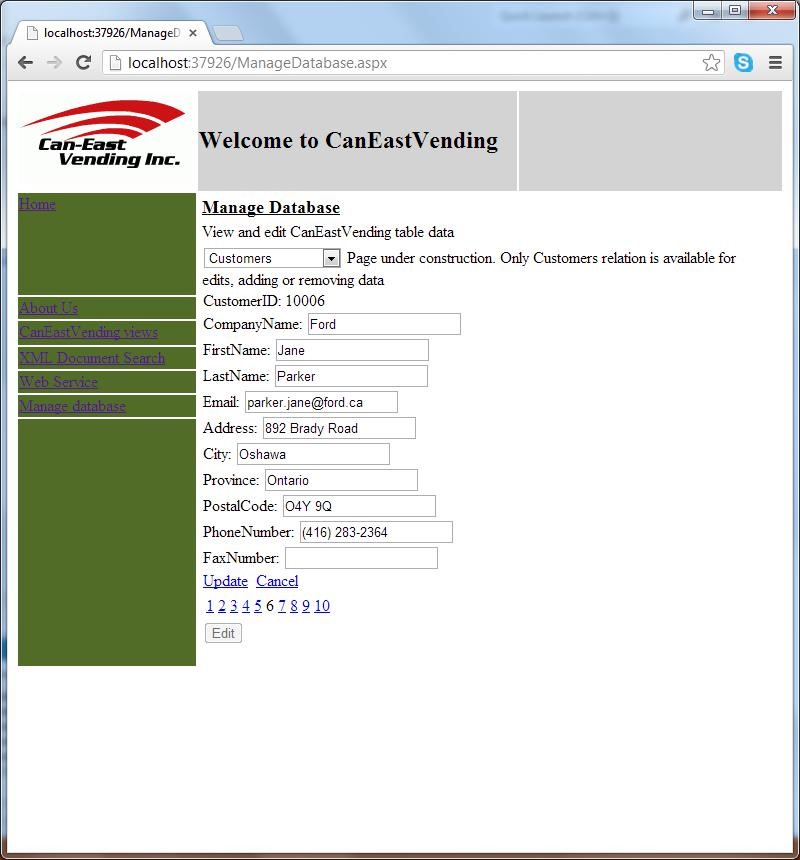 localhost:37926/ManageD
localhost:37926/ManageDatabase.aspx
Can-East
Vending Inc.
Welcome to CanEastVending
Home
About Us
CanEastVending views
XML Document Search
Web Service
Manage database
Manage Database
View and edit CanEastVending table data
Customers Page under construction. Only Customers relation is available for
edits, adding or removing data
CustomerID: 10006
CompanyName: Ford
FirstName: Jane
LastName: Parker
Email: parker.jane@ford.ca
Address: 892 Brady Road
City: Oshawa
Province: Ontario
PostalCode: O4Y 9Q
PhoneNumber: (416) 283-2364
FaxNumber:
Update Cancel
1 2 3 4 5 6 7 8 9 10
Edit